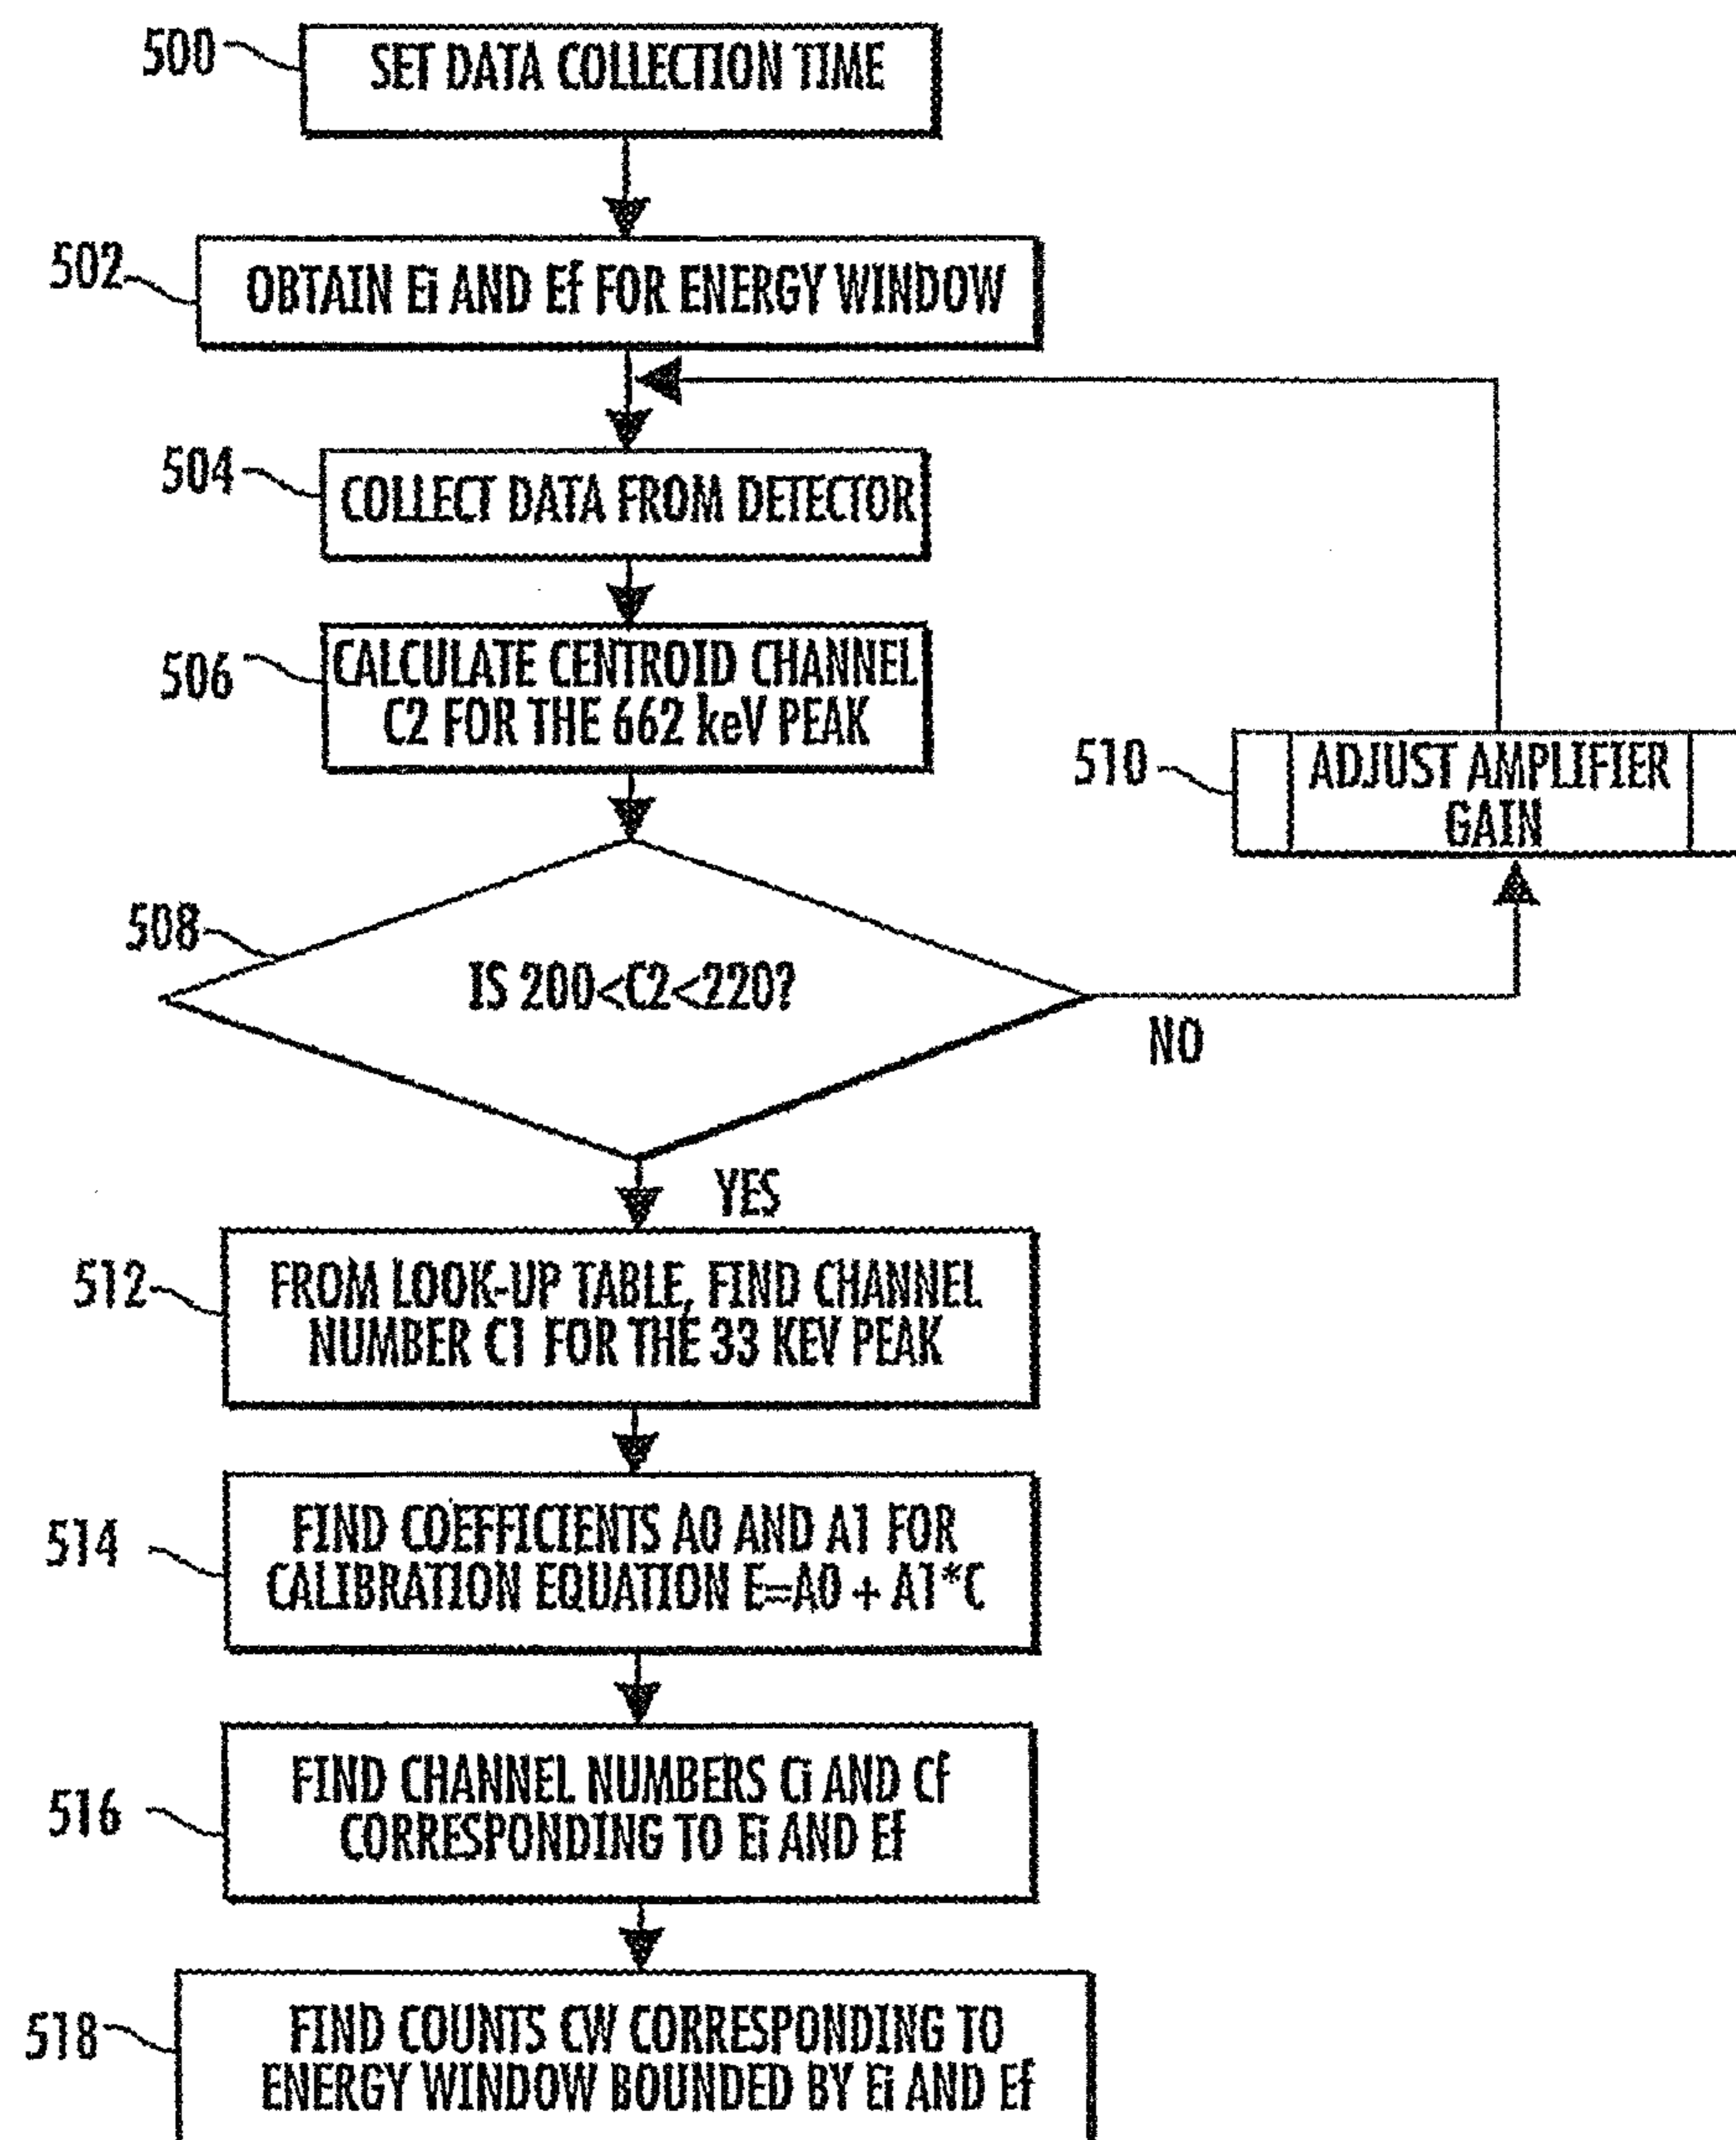 500
SET DATA COLLECTION TIME
502
OBTAIN Ei AND Ef FOR ENERGY WINDOW
504
COLLECT DATA FROM DETECTOR
506
CALCULATE CENTROID CHANNEL
C2 FOR THE 662 keV PEAK
510
ADJUST AMPLIFIER
GAIN
508
IS 200<C2<220?
NO
YES
512
FROM LOOK-UP TABLE, FIND CHANNEL
NUMBER C1 FOR THE 33 KEV PEAK
514
FIND COEFFICIENTS A0 AND A1 FOR
CALIBRATION EQUATION E=A0 + A1*C
516
FIND CHANNEL NUMBERS Ci AND Cf
CORRESPONDING TO Ei AND Ef
518
FIND COUNTS CW CORRESPONDING TO
ENERGY WINDOW BOUNDED BY Ei AND Ef